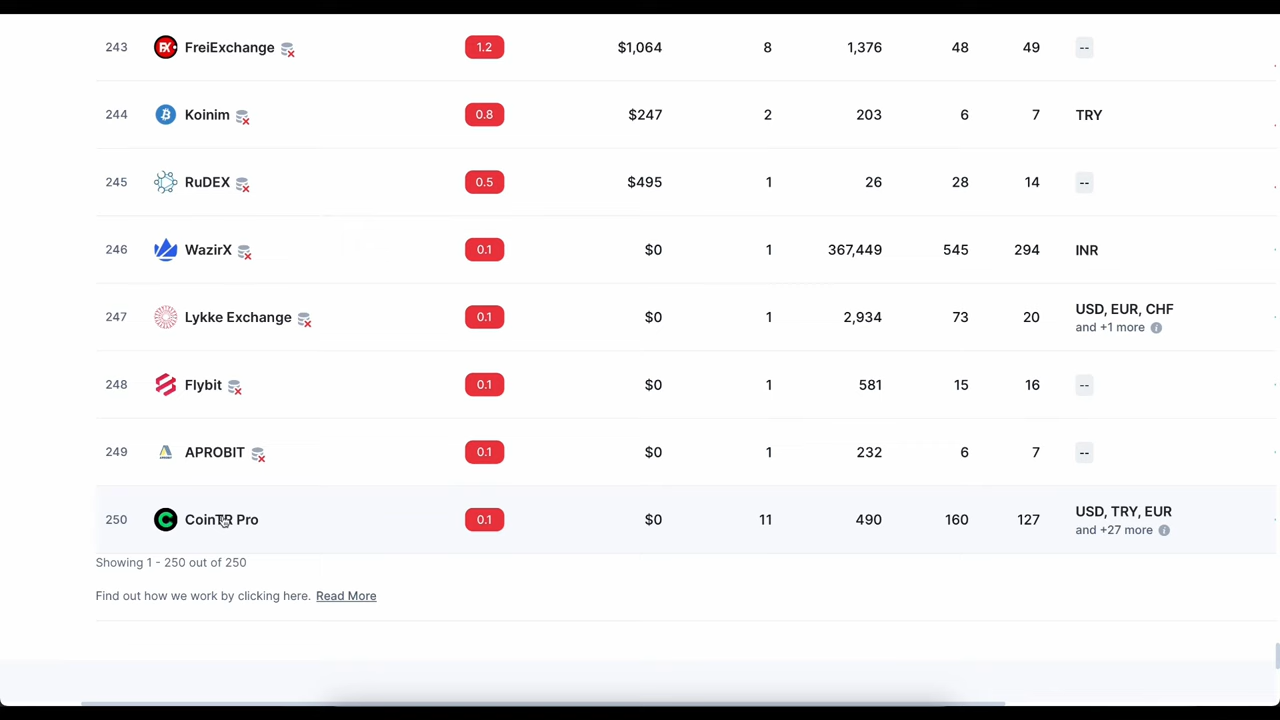 243 FreiExchange 1.2 $1,064 8 1,376 48 49 --
244 Koinim 0.8 $247 2 203 6 7 TRY
245 RuDEX 0.5 $495 1 26 28 14 --
246 WazirX 0.1 $0 1 367,449 545 294 INR
247 Lykke Exchange 0.1 $0 1 2,934 73 20 USD, EUR, CHF
and +1 more
248 Flybit 0.1 $0 1 581 15 16 --
249 APROBIT 0.1 $0 1 232 6 7 --
250 CoinTR Pro 0.1 $0 11 490 160 127 USD, TRY, EUR
and +27 more
Showing 1 - 250 out of 250
Find out how we work by clicking here. Read More